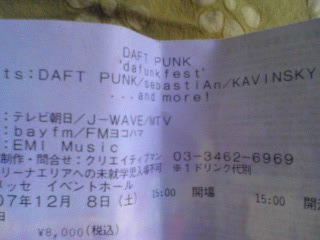 DAFT PUNK
'dafunkfest'
ts:DAFT PUNK/sebastiAn/KAVINSKY
...and more!
:テレビ朝日/J-WAVE/MTV
:bayfm/FMヨコハマ
:EMI Music
制作・問合せ:クリエイティブマン 03-3462-6969
リーナエリアへの未就学児入場不可 ※1ドリンク代別
メッセ イベントホール
07年12月 8日(土) 15:00 開場 15:00 開
日
¥8,000(税込)